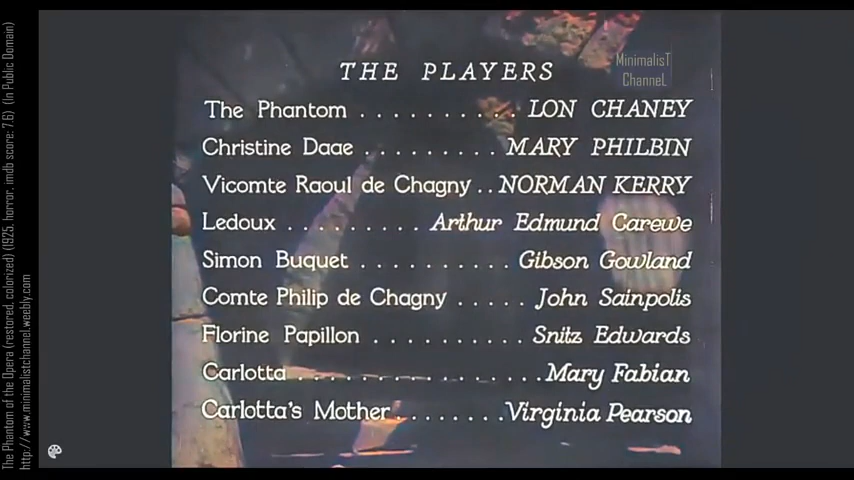 THE PLAYERS
MinimalisT
ChanneL
The Phantom . . . . . . . . . . LON CHANEY
Christine Daae . . . . . . . . . MARY PHILBIN
Vicomte Raoul de Chagny . . NORMAN KERRY
Ledoux . . . . . . . . . Arthur Edmund Carewe
Simon Buquet . . . . . . . . . . Gibson Gowland
Comte Philip de Chagny . . . . . John Sainpolis
Florine Papillon . . . . . . . . . . Snitz Edwards
Carlotta . . . . . . . . . . . . . . . Mary Fabian
Carlotta's Mother . . . . . . . . Virginia Pearson
The Phantom of the Opera (restored, colorized) (1925, horror, imdb score: 7.6) (In Public Domain)
http://www.minimalistchannel.weebly.com